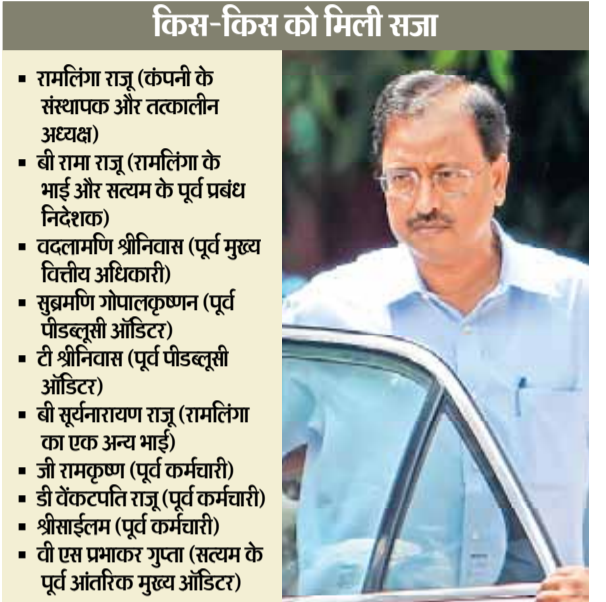 किस-किस को मिली सजा
▪ रामलिंगा राजू (कंपनी के
संस्थापक और तत्कालीन
अध्यक्ष)
▪ बी रामा राजू (रामलिंगा के
भाई और सत्यम के पूर्व प्रबंध
निदेशक)
▪ वदलामणि श्रीनिवास (पूर्व मुख्य
वित्तीय अधिकारी)
▪ सुब्रमणि गोपालकृष्णन (पूर्व
पीडब्लूसी ऑडिटर)
▪ टी श्रीनिवास (पूर्व पीडब्लूसी
ऑडिटर)
▪ बी सूर्यनारायण राजू (रामलिंगा
का एक अन्य भाई)
▪ जी रामकृष्ण (पूर्व कर्मचारी)
▪ डी वेंकटपति राजू (पूर्व कर्मचारी)
▪ श्रीसाईलम (पूर्व कर्मचारी)
▪ वी एस प्रभाकर गुप्ता (सत्यम के
पूर्व आंतरिक मुख्य ऑडिटर)